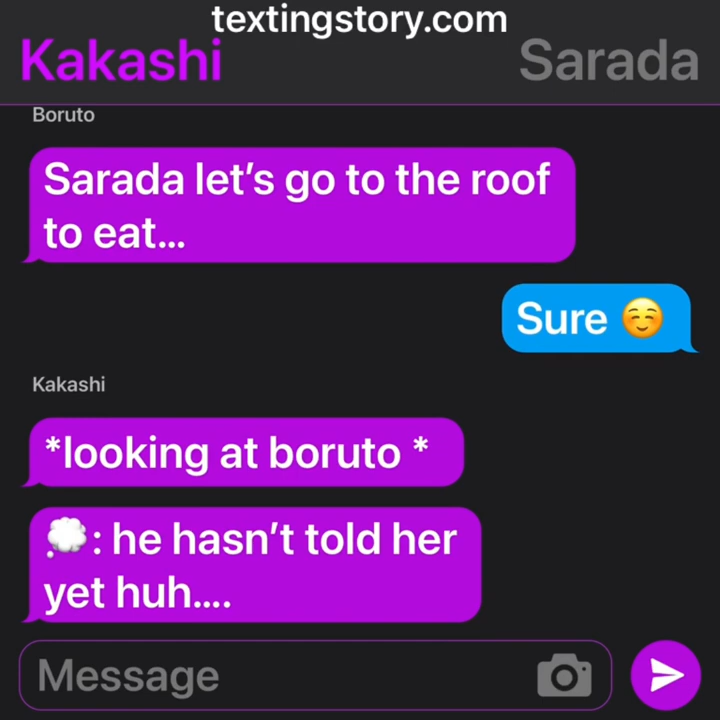 textingstory.com
Kakashi
Sarada
Boruto
Sarada let's go to the roof
to eat...
Sure ☺️
Kakashi
*looking at boruto *
💭: he hasn't told her
yet huh....
Message